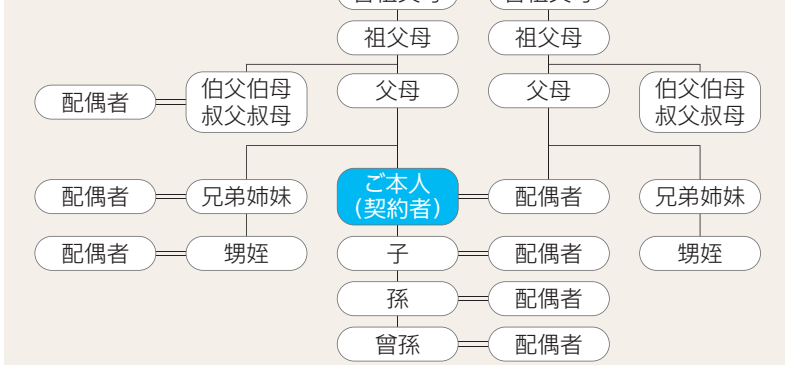 祖父母 祖父母
配偶者 伯父伯母 父母 父母 伯父伯母
叔父叔母 叔父叔母
配偶者 兄弟姉妹 ご本人 配偶者 兄弟姉妹
（契約者）
配偶者 甥姪 子 配偶者 甥姪
孫 配偶者
曾孫 配偶者